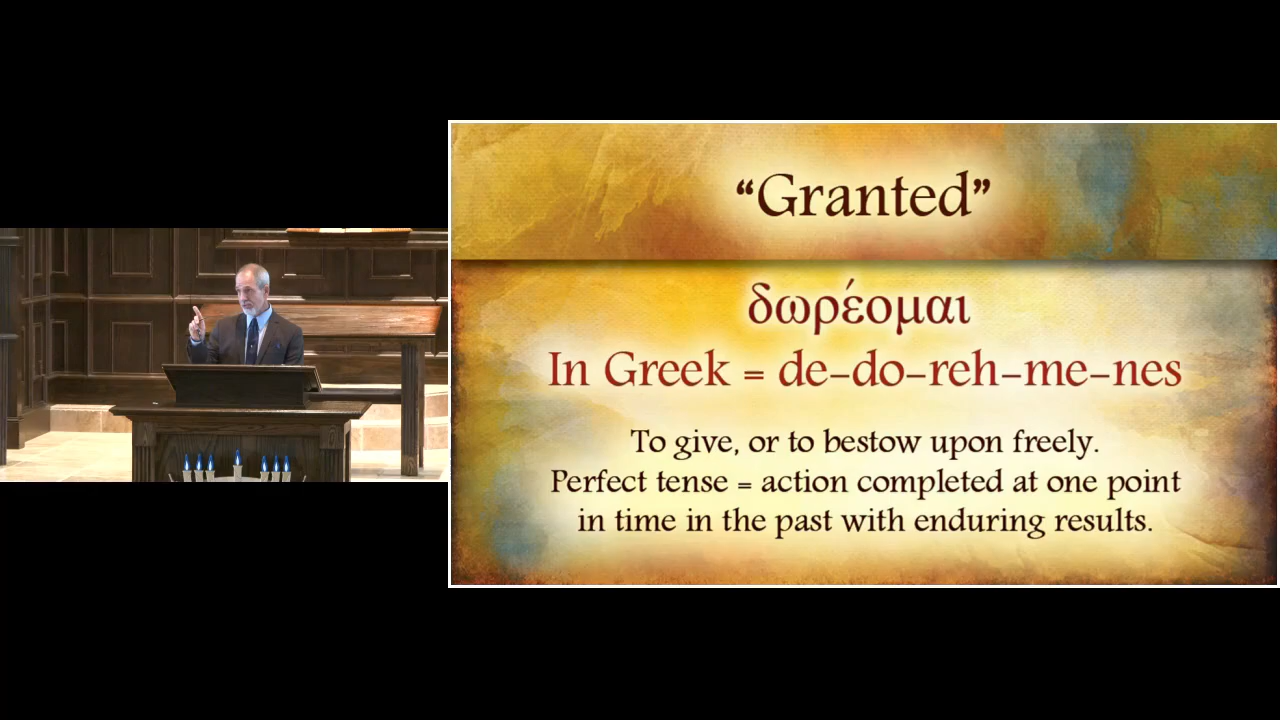 “Granted”
δωρέομαι
In Greek = de-do-reh-me-nes
To give, or to bestow upon freely.
Perfect tense = action completed at one point
in time in the past with enduring results.